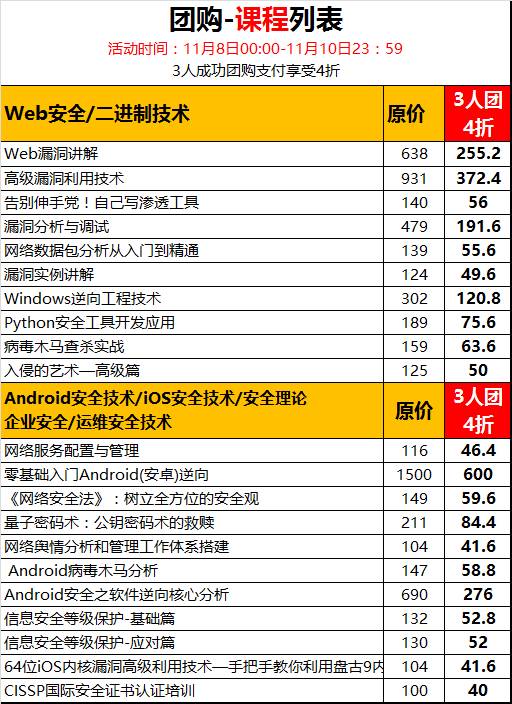 团购-课程列表
活动时间：11月8日00:00-11月10日23：59
3人成功团购支付享受4折
Web安全/二进制技术 原价 3人团
4折
Web漏洞讲解 638 255.2
高级漏洞利用技术 931 372.4
告别伸手党！自己写渗透工具 140 56
漏洞分析与调试 479 191.6
网络数据包分析从入门到精通 139 55.6
漏洞实例讲解 124 49.6
Windows逆向工程技术 302 120.8
Python安全工具开发应用 189 75.6
病毒木马查杀实战 159 63.6
入侵的艺术—高级篇 125 50
Android安全技术/iOS安全技术/安全理论
企业安全/运维安全技术 原价 3人团
4折
网络服务配置与管理 116 46.4
零基础入门Android(安卓)逆向 1500 600
《网络安全法》：树立全方位的安全观 149 59.6
量子密码术：公钥密码术的救赎 211 84.4
网络舆情分析和管理工作体系搭建 104 41.6
Android病毒木马分析 147 58.8
Android安全之软件逆向核心分析 690 276
信息安全等级保护-基础篇 132 52.8
信息安全等级保护-应对篇 130 52
64位iOS内核漏洞高级利用技术—手把手教你利用盘古9内 104 41.6
CISSP国际安全证书认证培训 100 40